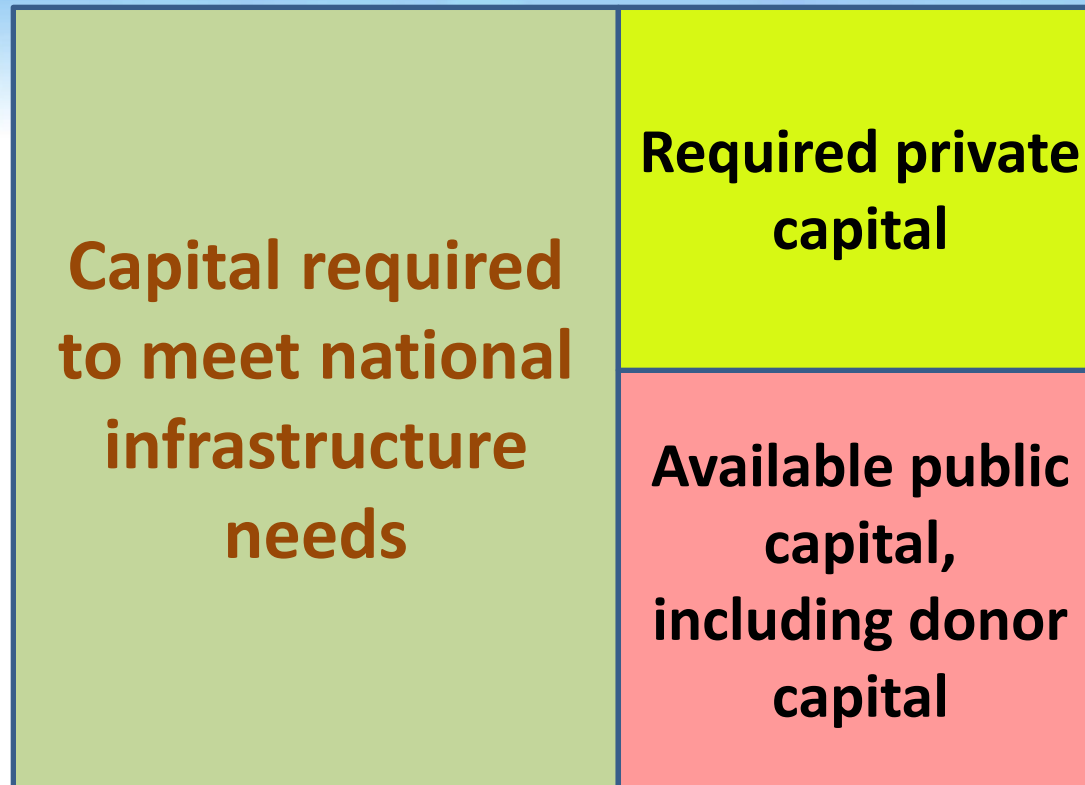 Capital required
to meet national
infrastructure
needs
Required private
capital
Available public
capital,
including donor
capital